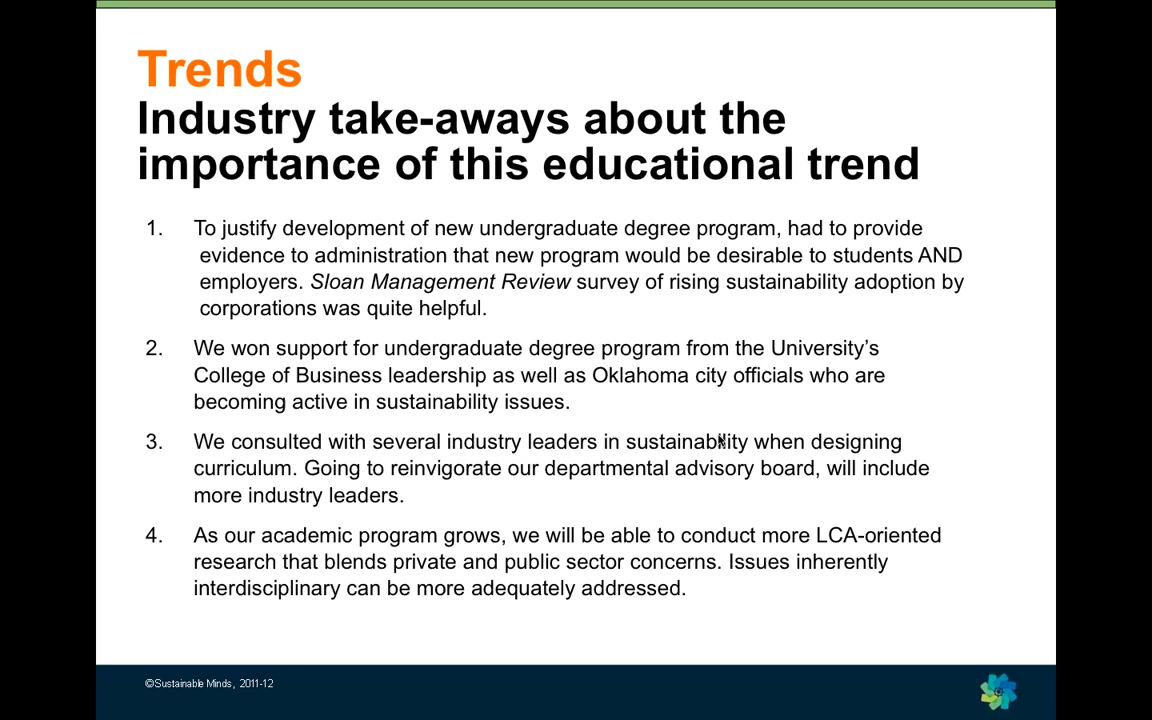 Trends
Industry take-aways about the
importance of this educational trend
1. To justify development of new undergraduate degree program, had to provide
evidence to administration that new program would be desirable to students AND
employers. Sloan Management Review survey of rising sustainability adoption by
corporations was quite helpful.
2. We won support for undergraduate degree program from the University’s
College of Business leadership as well as Oklahoma city officials who are
becoming active in sustainability issues.
3. We consulted with several industry leaders in sustainability when designing
curriculum. Going to reinvigorate our departmental advisory board, will include
more industry leaders.
4. As our academic program grows, we will be able to conduct more LCA-oriented
research that blends private and public sector concerns. Issues inherently
interdisciplinary can be more adequately addressed.
©Sustainable Minds, 2011-12